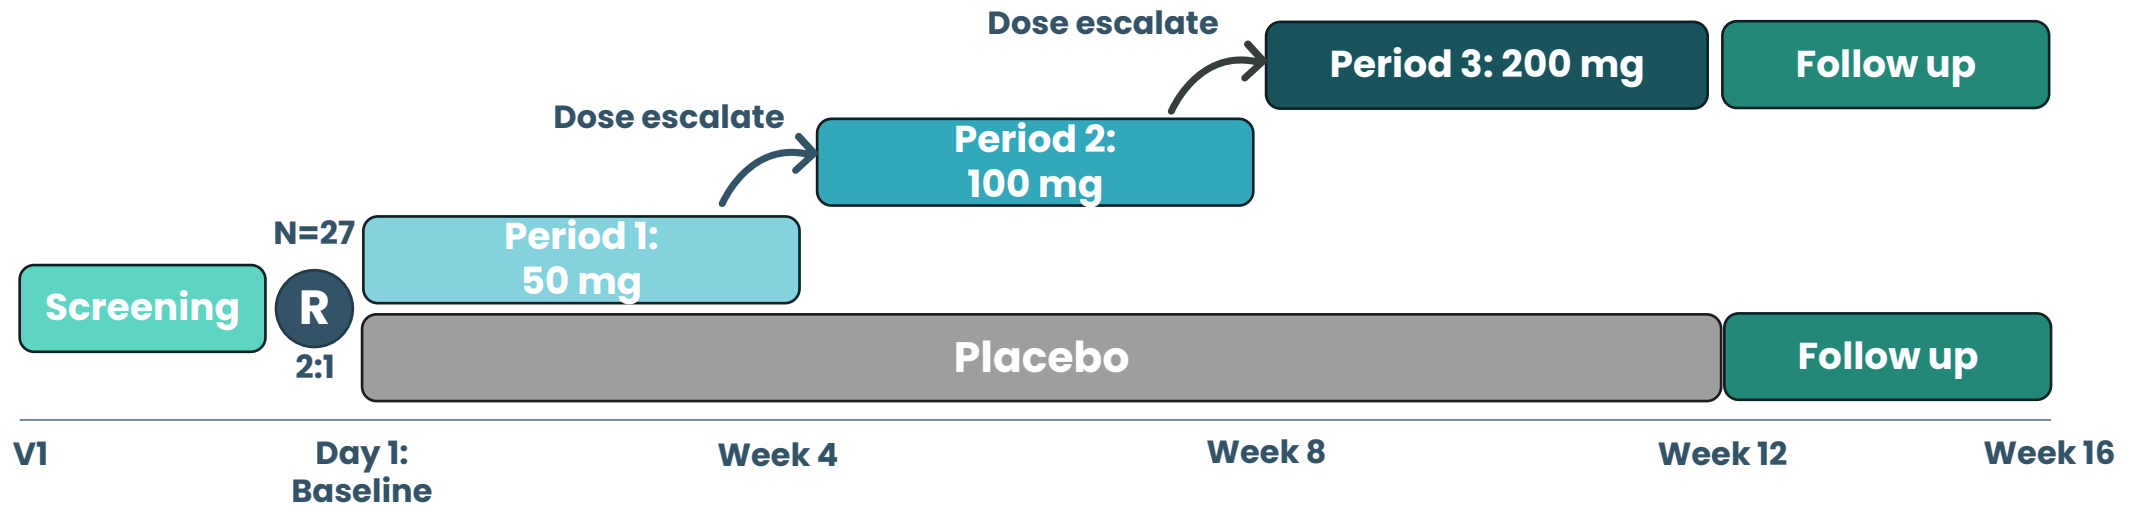 Dose escalate
Period 3: 200 mg
Follow up
Dose escalate
Period 2:
100 mg
N=27
Period 1:
50 mg
Screening
R
2:1
Placebo
Follow up
V1
Day 1:
Baseline
Week 4
Week 8
Week 12
Week 16